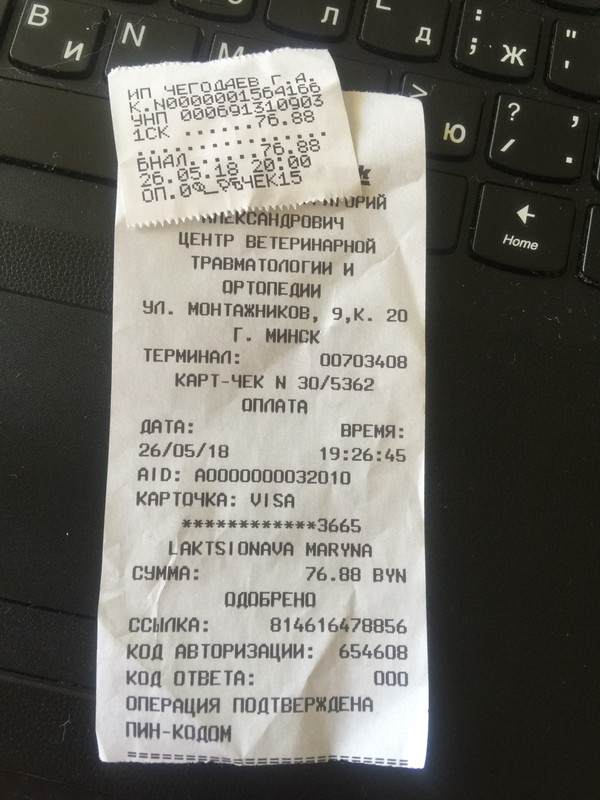 В
И
N
Л
Д
:
;
Ж
"
'
>
Ю
?
/
,
.
Home
ИП ЧЕГОДАЕВ Г.А.
К.N0000001564166
УНП 000691310903
1СК ......76.88
................
БНАЛ.....76.88
26.05.18 20:00
ОП.0 ЧЕК15
АЛЕКСАНДРОВИЧ
ЦЕНТР ВЕТЕРИНАРНОЙ
ТРАВМАТОЛОГИИ И
ОРТОПЕДИИ
УЛ. МОНТАЖНИКОВ, 9,К. 20
Г. МИНСК
ТЕРМИНАЛ: 00703408
КАРТ-ЧЕК N 30/5362
ОПЛАТА
ДАТА: ВРЕМЯ:
26/05/18 19:26:45
AID: A0000000032010
КАРТОЧКА: VISA
************3665
LAKTSIONAVA MARYNA
СУММА: 76.88 BYN
ОДОБРЕНО
ССЫЛКА: 814616478856
КОД АВТОРИЗАЦИИ: 654608
КОД ОТВЕТА: 000
ОПЕРАЦИЯ ПОДТВЕРЖДЕНА
ПИН-КОДОМ